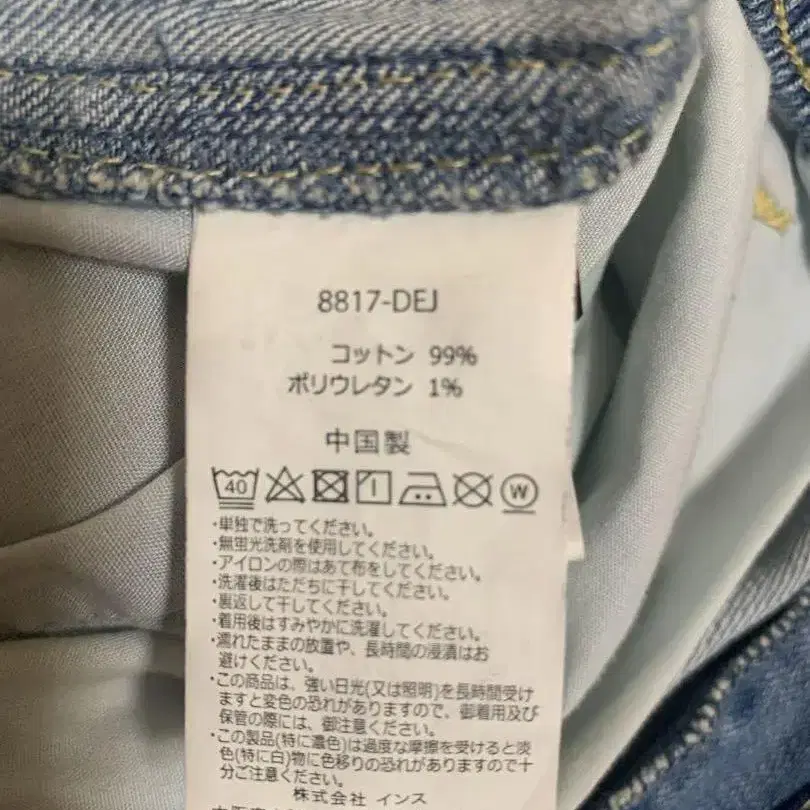 8817-DEJ
コットン 99%
ポリウレタン 1%
中国製
40 W
・単独で洗ってください。
・無蛍光洗剤を使用してください。
・アイロンの際はあて布をしてください。
・洗濯後はただちに干してください。
・裏返して干してください。
・着用後はすみやかに洗濯してください。
・濡れたままの放置や、長時間の浸漬はお
避けください。
・この商品は、強い日光(又は照明)を長時間受け
ますと変色の恐れがありますので、御着用及び
保管の際には、御注意ください。
・この製品(特に濃色)は過度な摩擦を受けると淡
色(特に白)物に色移りの恐れがありますので十
分ご注意ください。
株式会社 インス